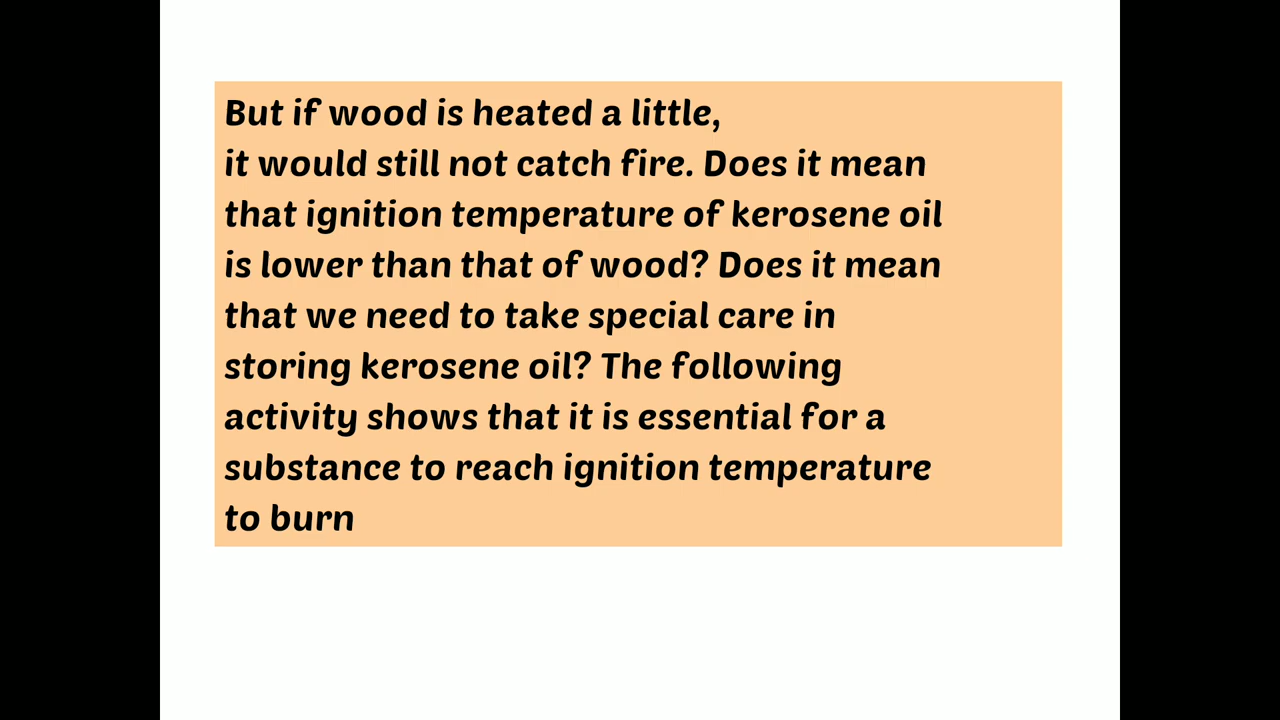 But if wood is heated a little,
it would still not catch fire. Does it mean
that ignition temperature of kerosene oil
is lower than that of wood? Does it mean
that we need to take special care in
storing kerosene oil? The following
activity shows that it is essential for a
substance to reach ignition temperature
to burn